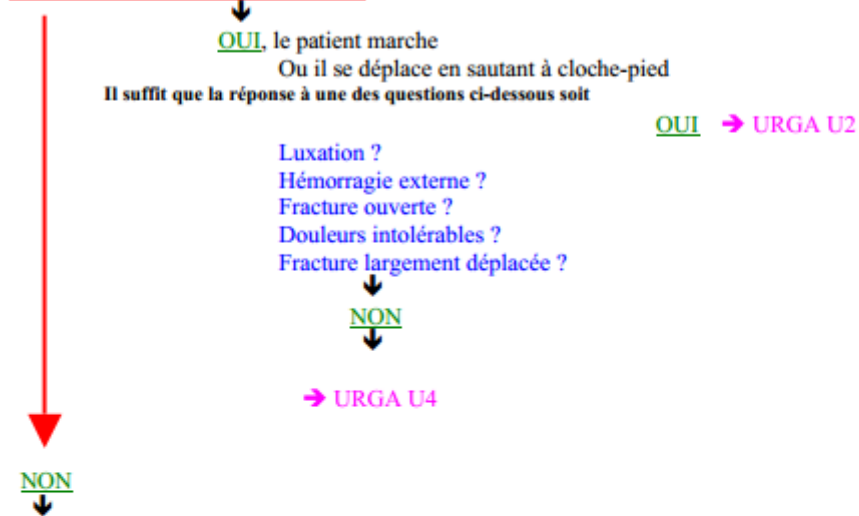 OUI, le patient marche
Ou il se déplace en sautant à cloche-pied
Il suffit que la réponse à une des questions ci-dessous soit
OUI ➔ URGA U2
Luxation ?
Hémorragie externe ?
Fracture ouverte ?
Douleurs intolérables ?
Fracture largement déplacée ?
NON
➔ URGA U4
NON